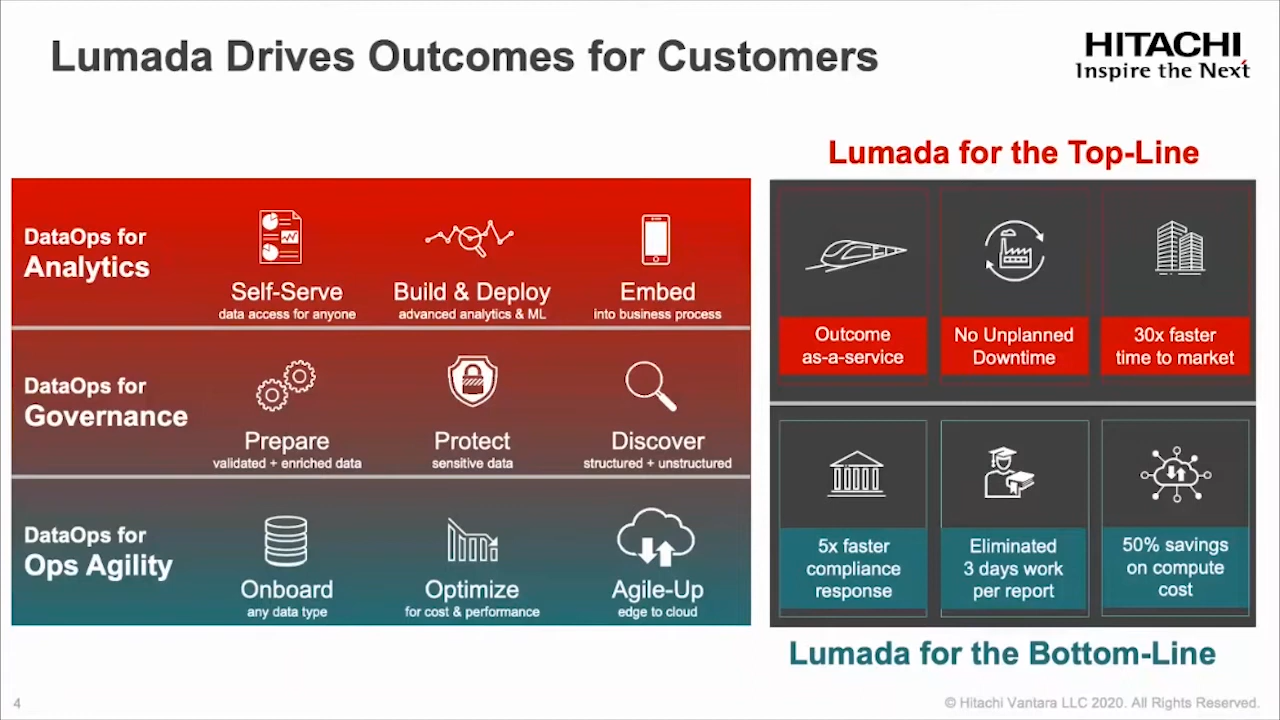 Lumada Drives Outcomes for Customers
HITACHI
Inspire the Next
DataOps for
Analytics
Self-Serve
data access for anyone
Build & Deploy
advanced analytics & ML
Embed
into business process
DataOps for
Governance
Prepare
validated + enriched data
Protect
sensitive data
Discover
structured + unstructured
DataOps for
Ops Agility
Onboard
any data type
Optimize
for cost & performance
Agile-Up
edge to cloud
Lumada for the Top-Line
Outcome
as-a-service
No Unplanned
Downtime
30x faster
time to market
5x faster
compliance
response
Eliminated
3 days work
per report
50% savings
on compute
cost
Lumada for the Bottom-Line
4
© Hitachi Vantara LLC 2020. All Rights Reserved.